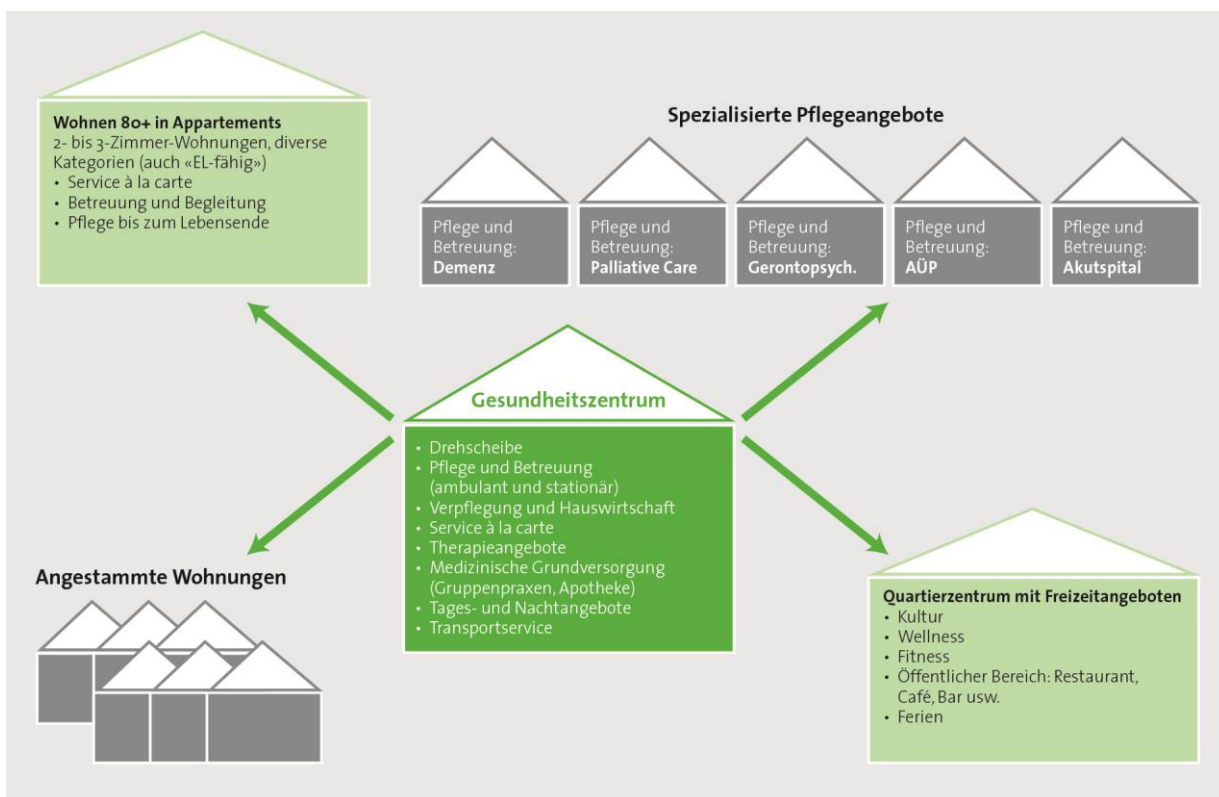 Wohnen 80+ in Appartements
2- bis 3-Zimmer-Wohnungen, diverse
Kategorien (auch «EL-fähig»)
• Service à la carte
• Betreuung und Begleitung
• Pflege bis zum Lebensende
Spezialisierte Pflegeangebote
Pflege und
Betreuung:
Demenz
Pflege und
Betreuung:
Palliative Care
Pflege und
Betreuung:
Gerontopsych.
Pflege und
Betreuung:
AÜP
Pflege und
Betreuung:
Akutspital
Gesundheitszentrum
• Drehscheibe
• Pflege und Betreuung
(ambulant und stationär)
• Verpflegung und Hauswirtschaft
• Service à la carte
• Therapieangebote
• Medizinische Grundversorgung
(Gruppenpraxen, Apotheke)
• Tages- und Nachtangebote
• Transportservice
Angestammte Wohnungen
Quartierzentrum mit Freizeitangeboten
• Kultur
• Wellness
• Fitness
• Öffentlicher Bereich: Restaurant,
Café, Bar usw.
• Ferien